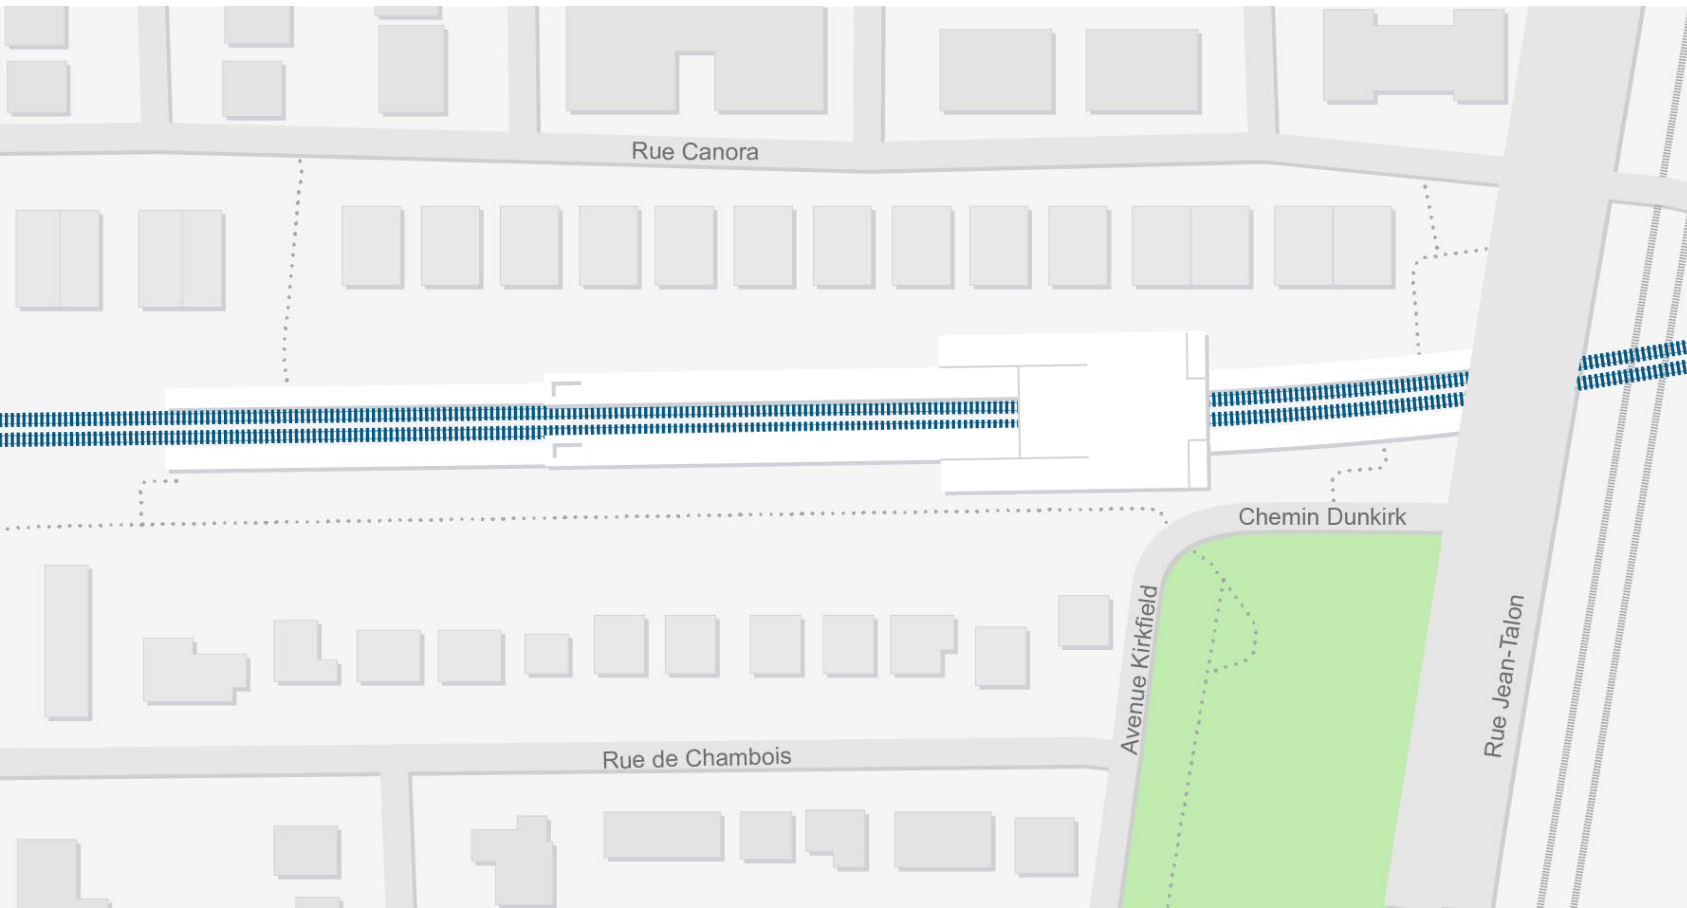 Rue Canora
Chemin Dunkirk
Avenue Kirkfield
Rue Jean-Talon
Rue de Chambois